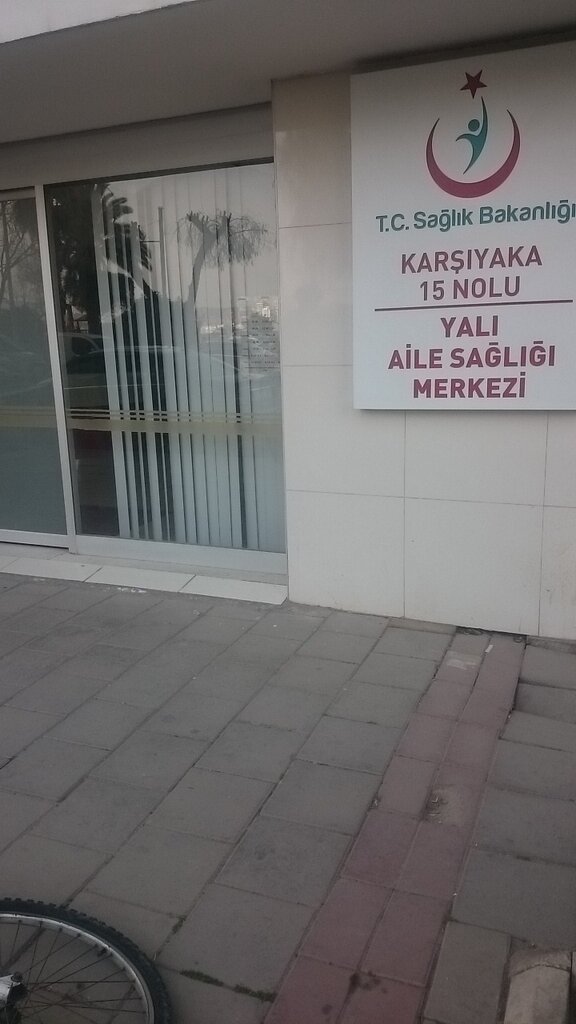 T.C. Sağlık Bakanlığı
KARŞIYAKA
15 NOLU
YALI
AİLE SAĞLIĞI
MERKEZİ